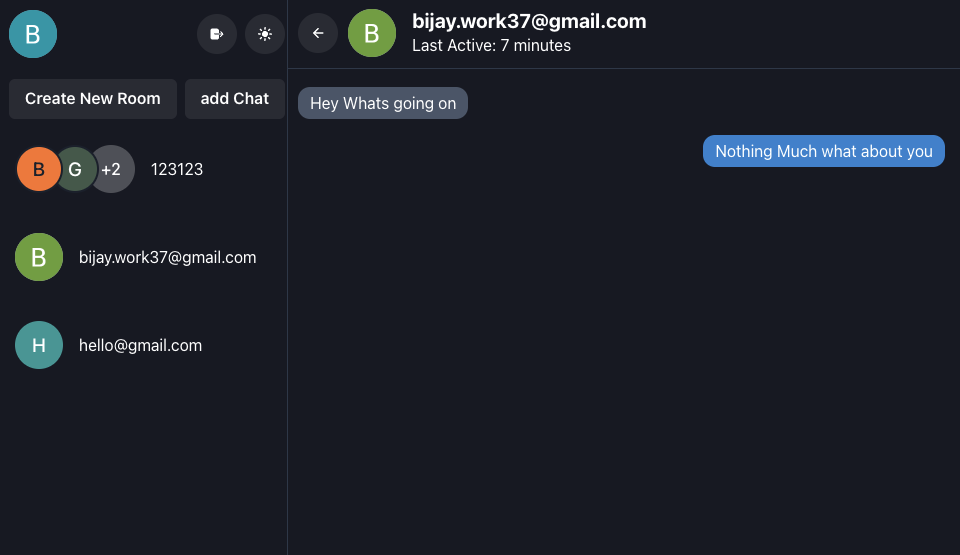 B
Create New Room
add Chat
B G +2 123123
B bijay.work37@gmail.com
H hello@gmail.com
B bijay.work37@gmail.com
Last Active: 7 minutes
Hey Whats going on
Nothing Much what about you